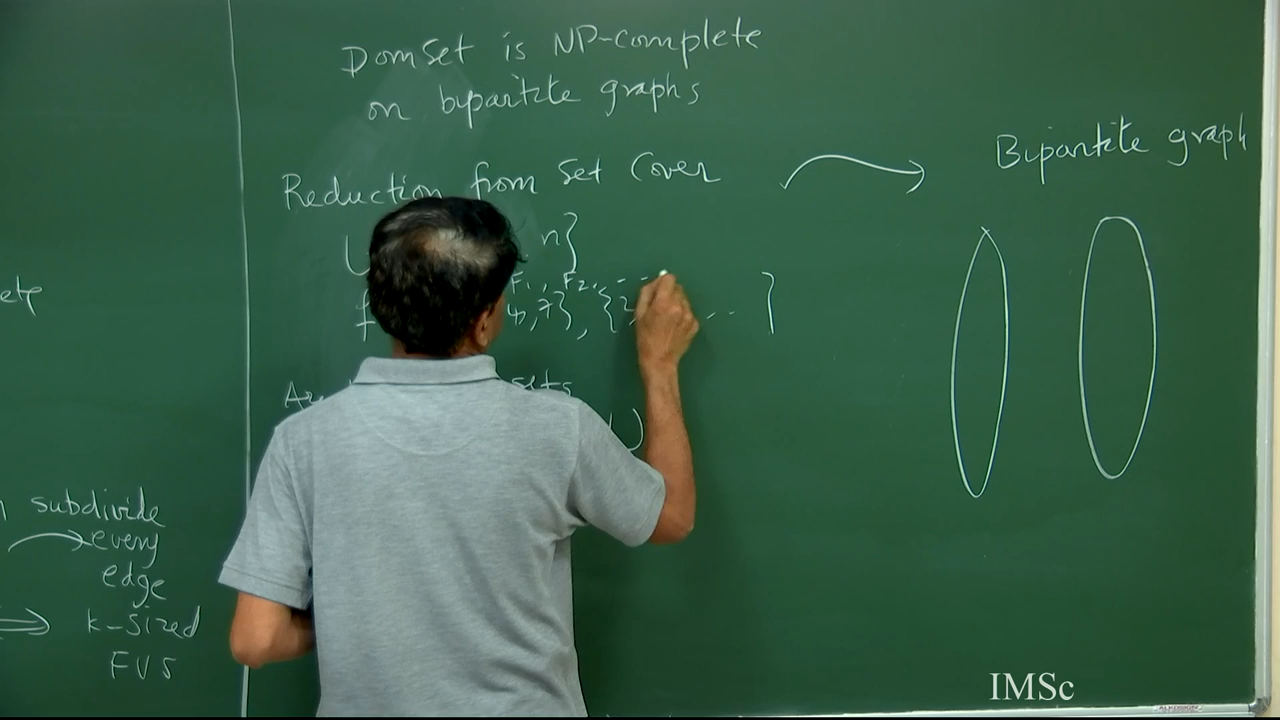 DomSet is NP-complete
on bipartite graphs
Reduction from Set Cover
Bipartite graph
U n}
F1, F2, ---
f 4,7}, {2 ... }
sets
U
ete
subdivide
every
edge
k-sized
FVS
IMSc